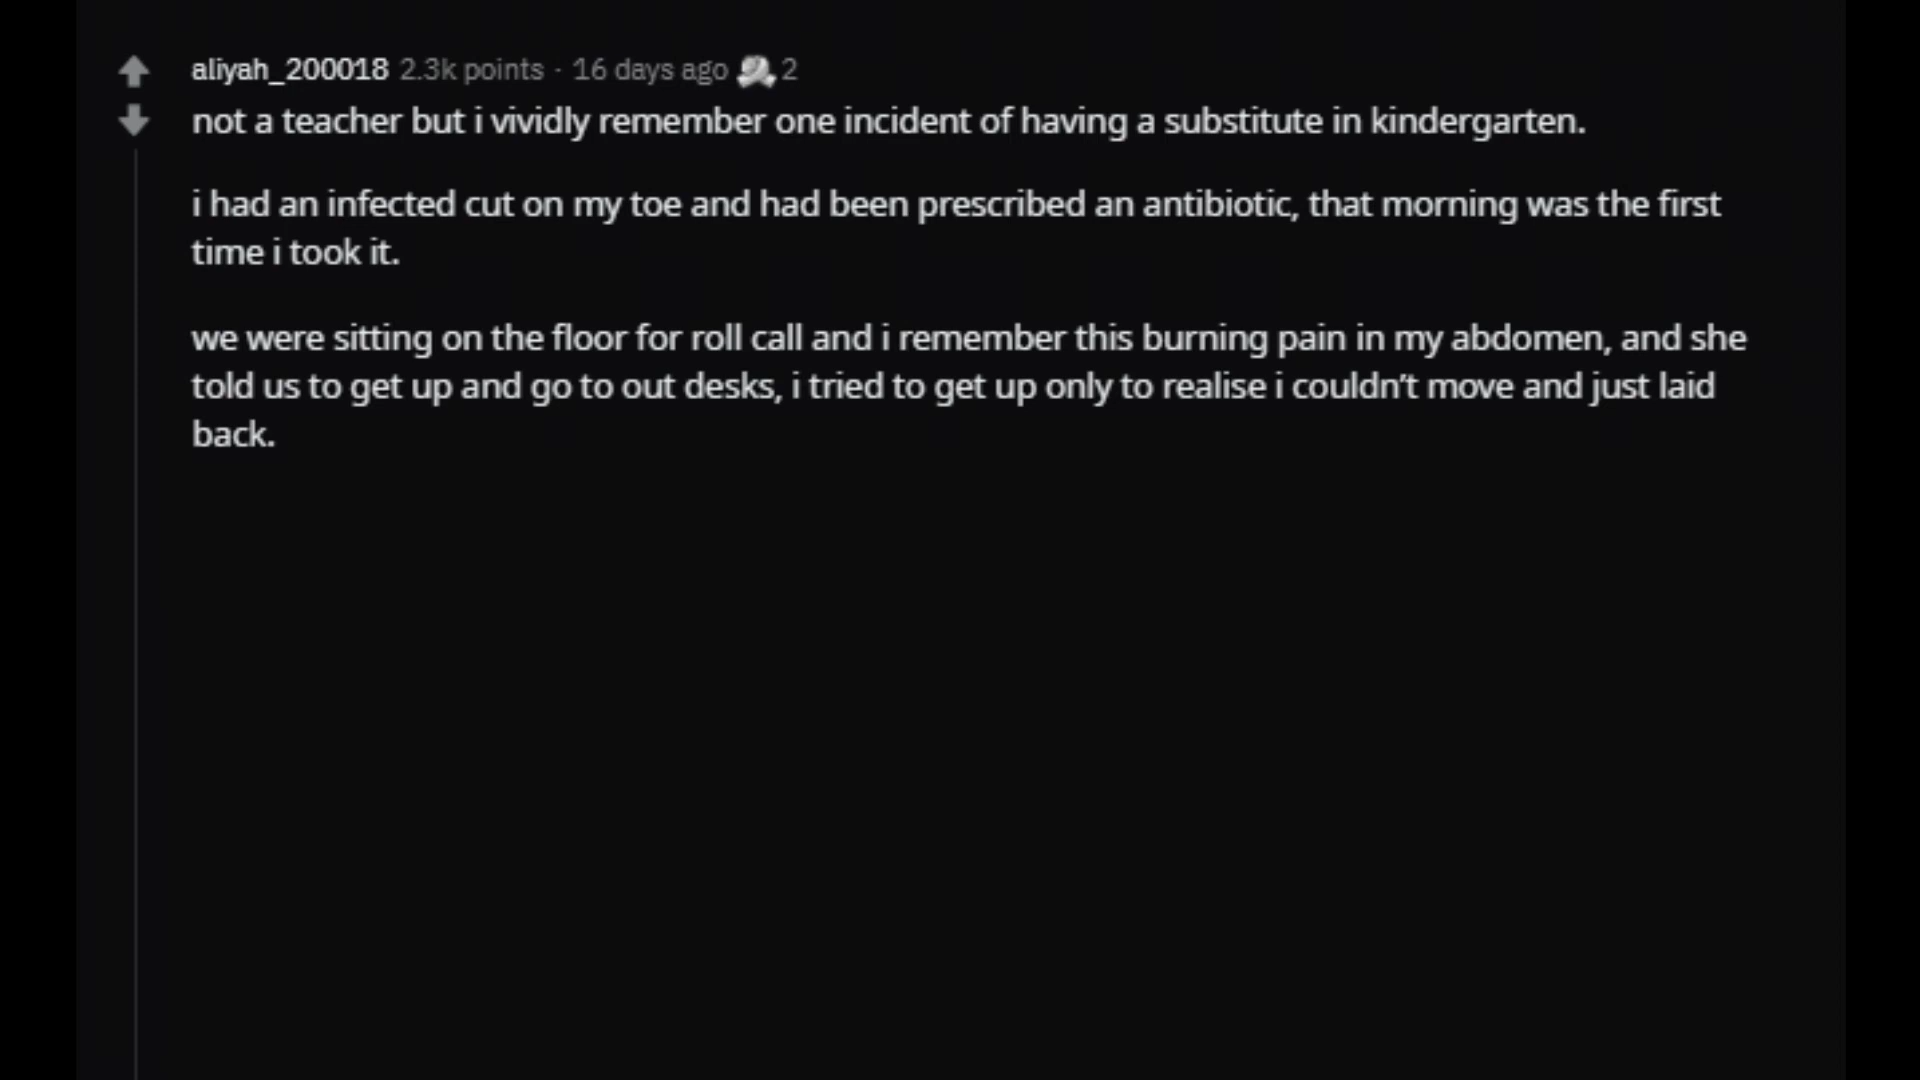 aliyah_200018 2.3k points · 16 days ago 2
not a teacher but i vividly remember one incident of having a substitute in kindergarten.
i had an infected cut on my toe and had been prescribed an antibiotic, that morning was the first
time i took it.
we were sitting on the floor for roll call and i remember this burning pain in my abdomen, and she
told us to get up and go to out desks, i tried to get up only to realise i couldn't move and just laid
back.